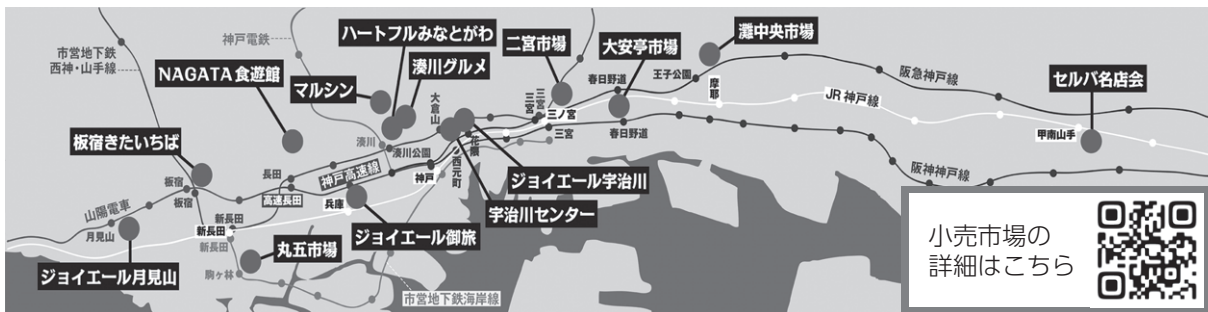 市営地下鉄
西神・山手線
神戸電鉄
ハートフルみなとがわ
湊川グルメ
マルシン
NAGATA 食遊館
板宿きたいちば
二宮市場
大安亭市場
灘中央市場
セルバ名店会
大倉山
三宮
三宮
三ノ宮
春日野道
王子公園
摩耶
阪急神戸線
JR 神戸線
甲南山手
湊川
湊川公園
花隈
西元町
三宮
春日野道
阪神神戸線
板宿
板宿
長田
神戸高速線
高速長田
兵庫
神戸
ジョイエール宇治川
宇治川センター
ジョイエール御旅
山陽電車
月見山
新長田
新長田
新長田
丸五市場
駒ヶ林
ジョイエール月見山
市営地下鉄海岸線
小売市場の
詳細はこちら